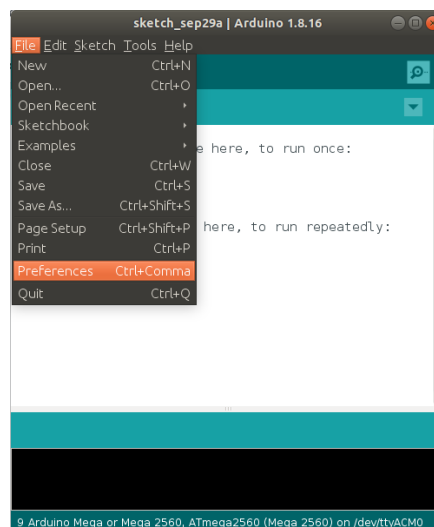 sketch_sep29a | Arduino 1.8.16
File Edit Sketch Tools Help
New Ctrl+N
Open... Ctrl+O
Open Recent
Sketchbook
Examples
e here, to run once:
Close Ctrl+W
Save Ctrl+S
Save As... Ctrl+Shift+S
Page Setup Ctrl+Shift+P
here, to run repeatedly:
Print Ctrl+P
Preferences Ctrl+Comma
Quit Ctrl+Q
9 Arduino Mega or Mega 2560, ATmega2560 (Mega 2560) on /dev/ttyACM0